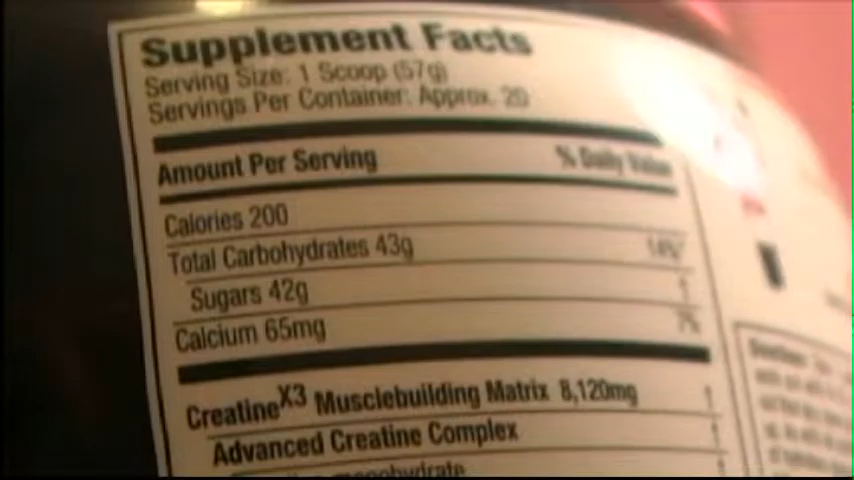 Supplement Facts
Serving Size: 1 Scoop (57g)
Servings Per Container: Approx. 20
Amount Per Serving % Daily Value
Calories 200
Total Carbohydrates 43g 14%*
Sugars 42g †
Calcium 65mg 7%
CreatineX3 Musclebuilding Matrix 8,120mg †
Advanced Creatine Complex †
monohydrate †